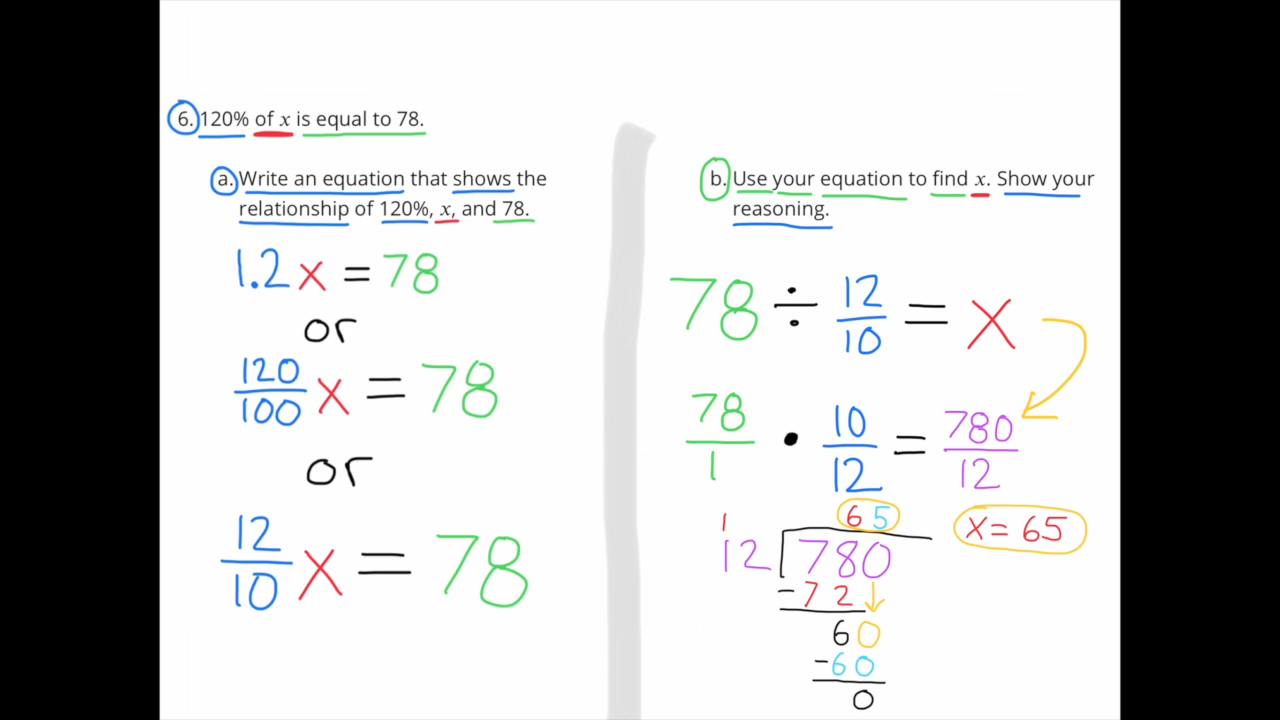 6. 120% of x is equal to 78.
a. Write an equation that shows the
relationship of 120%, x, and 78.
1.2x = 78
or
120/100 x = 78
or
12/10 x = 78
b. Use your equation to find x. Show your
reasoning.
78 ÷ 12/10 = x
78/1 · 10/12 = 780/12
65
x = 65
1
12 780
-72
60
-60
0